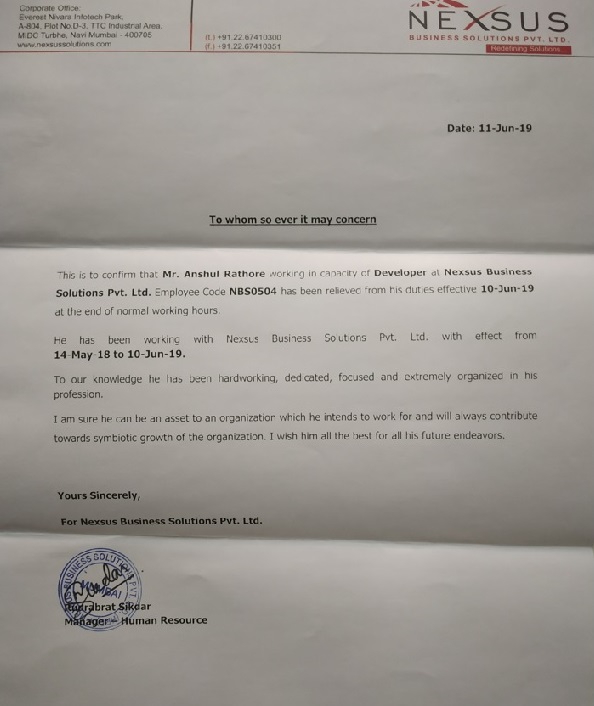 Corporate Office:
Everest Nivara Infotech Park,
A-804, Plot No.D-3, TTC Industrial Area,
MIDC Turbhe, Navi Mumbai - 400705
www.nexsussolutions.com
(t.) +91.22.67410300
(f.) +91.22.67410301
NEXSUS
BUSINESS SOLUTIONS PVT. LTD.
Redefining Solutions
Date: 11-Jun-19
To whom so ever it may concern
This is to confirm that Mr. Anshul Rathore working in capacity of Developer at Nexsus Business
Solutions Pvt. Ltd. Employee Code NBS0504 has been relieved from his duties effective 10-Jun-19
at the end of normal working hours.
He has been working with Nexsus Business Solutions Pvt. Ltd. with effect from
14-May-18 to 10-Jun-19.
To our knowledge he has been hardworking, dedicated, focused and extremely organized in his
profession.
I am sure he can be an asset to an organization which he intends to work for and will always contribute
towards symbiotic growth of the organization. I wish him all the best for all his future endeavors.
Yours Sincerely,
For Nexsus Business Solutions Pvt. Ltd.
BUSINESS SOLUTIONS PVT.
Sikdar
Manager - Human Resource